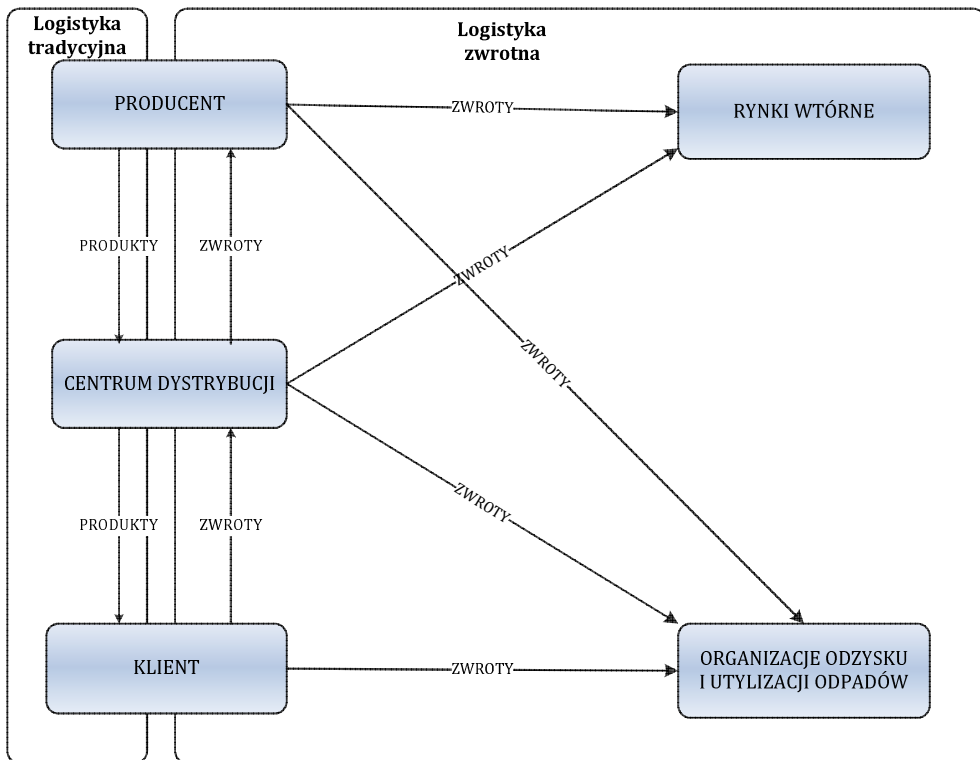 Logistyka
tradycyjna
Logistyka
zwrotna
PRODUCENT
ZWROTY
RYNKI WTÓRNE
PRODUKTY
ZWROTY
ZWROTY
ZWROTY
CENTRUM DYSTRYBUCJI
ZWROTY
PRODUKTY
ZWROTY
KLIENT
ZWROTY
ORGANIZACJE ODZYSKU
I UTYLIZACJI ODPADÓW